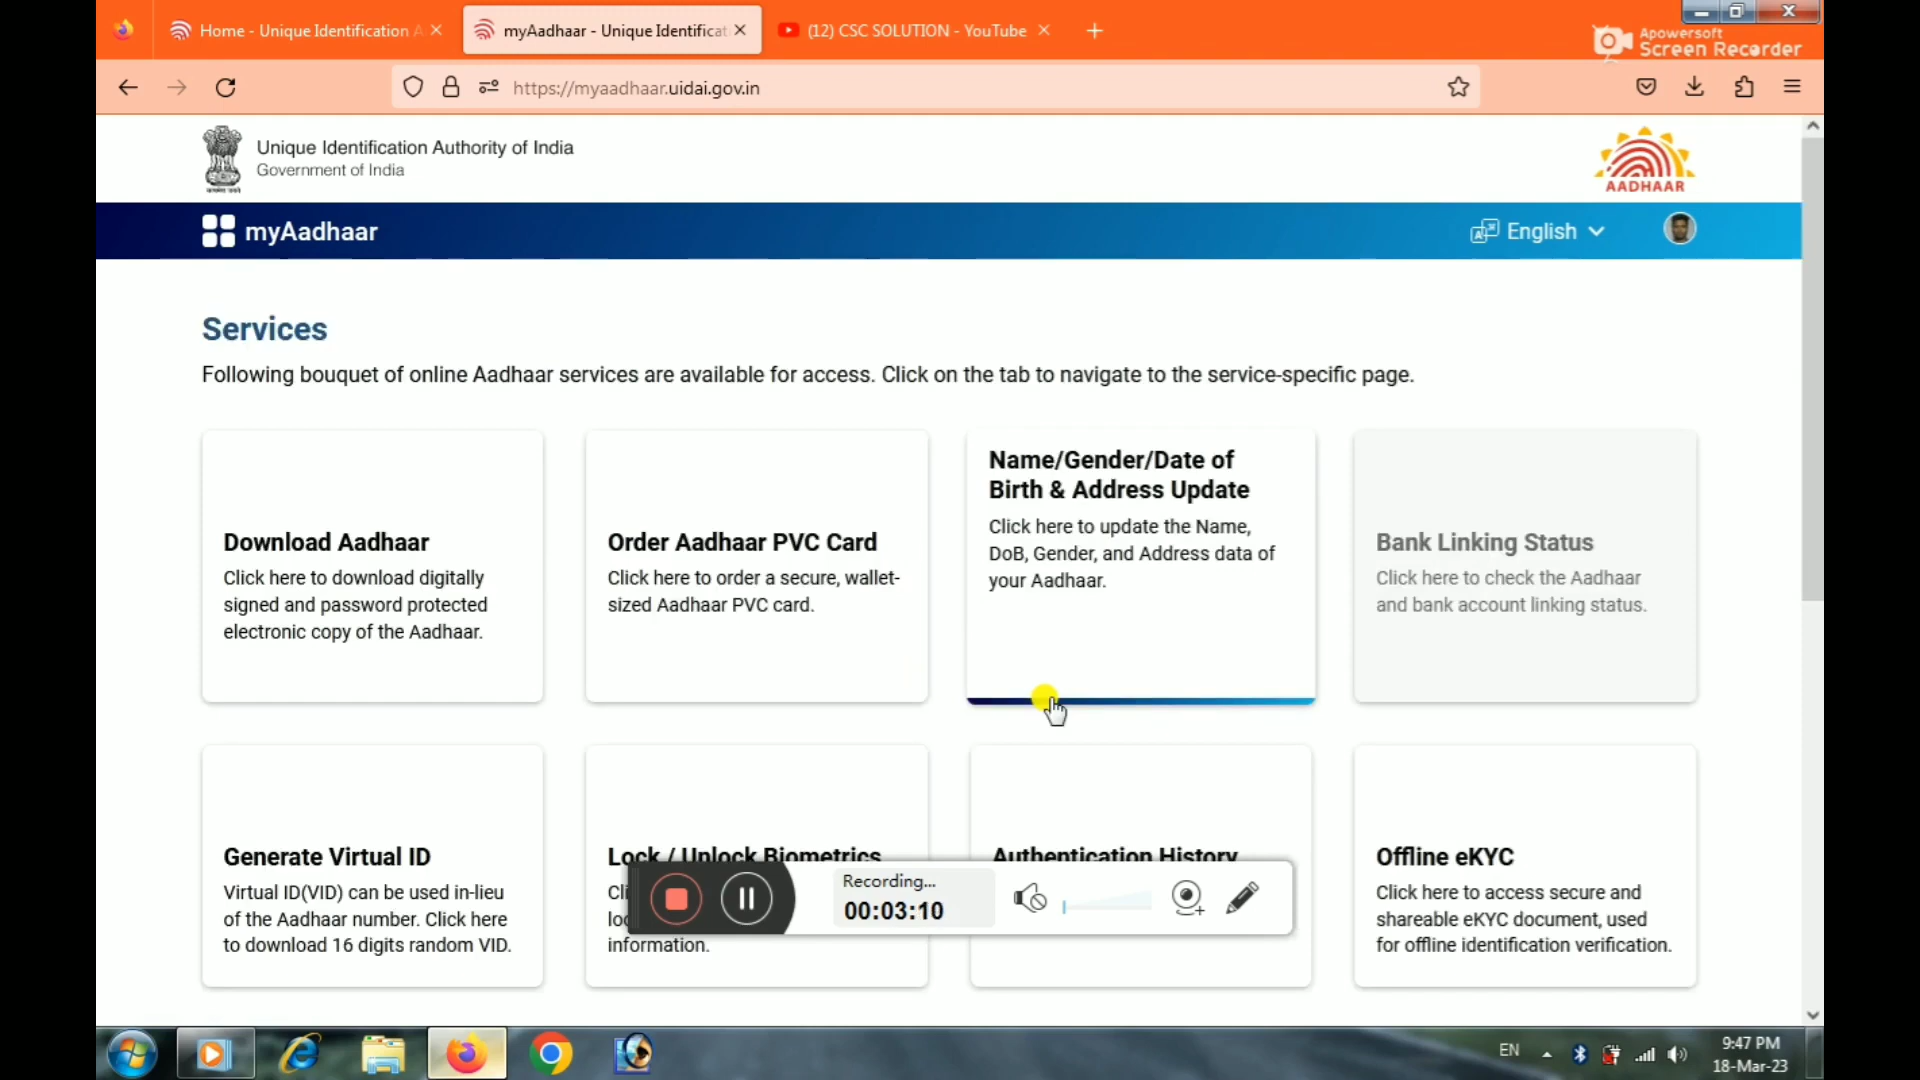 Home - Unique Identification A
myAadhaar - Unique Identificat
(12) CSC SOLUTION - YouTube
Apowersoft
Screen Recorder
https://myaadhaar.uidai.gov.in
Unique Identification Authority of India
Government of India
AADHAAR
myAadhaar
English
Services
Following bouquet of online Aadhaar services are available for access. Click on the tab to navigate to the service-specific page.
Download Aadhaar
Click here to download digitally
signed and password protected
electronic copy of the Aadhaar.
Order Aadhaar PVC Card
Click here to order a secure, wallet-
sized Aadhaar PVC card.
Name/Gender/Date of
Birth & Address Update
Click here to update the Name,
DoB, Gender, and Address data of
your Aadhaar.
Bank Linking Status
Click here to check the Aadhaar
and bank account linking status.
Generate Virtual ID
Virtual ID(VID) can be used in-lieu
of the Aadhaar number. Click here
to download 16 digits random VID.
Lock / Unlock Biometrics
information.
Authentication History
Offline eKYC
Click here to access secure and
shareable eKYC document, used
for offline identification verification.
Recording...
00:03:10
EN
9:47 PM
18-Mar-23